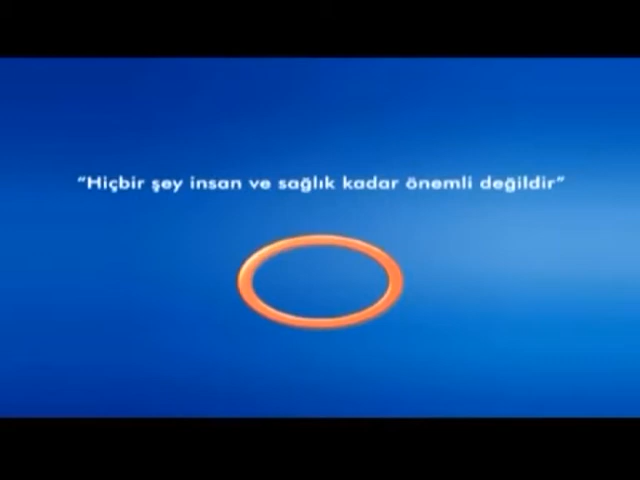 “Hiçbir şey insan ve sağlık kadar önemli değildir”